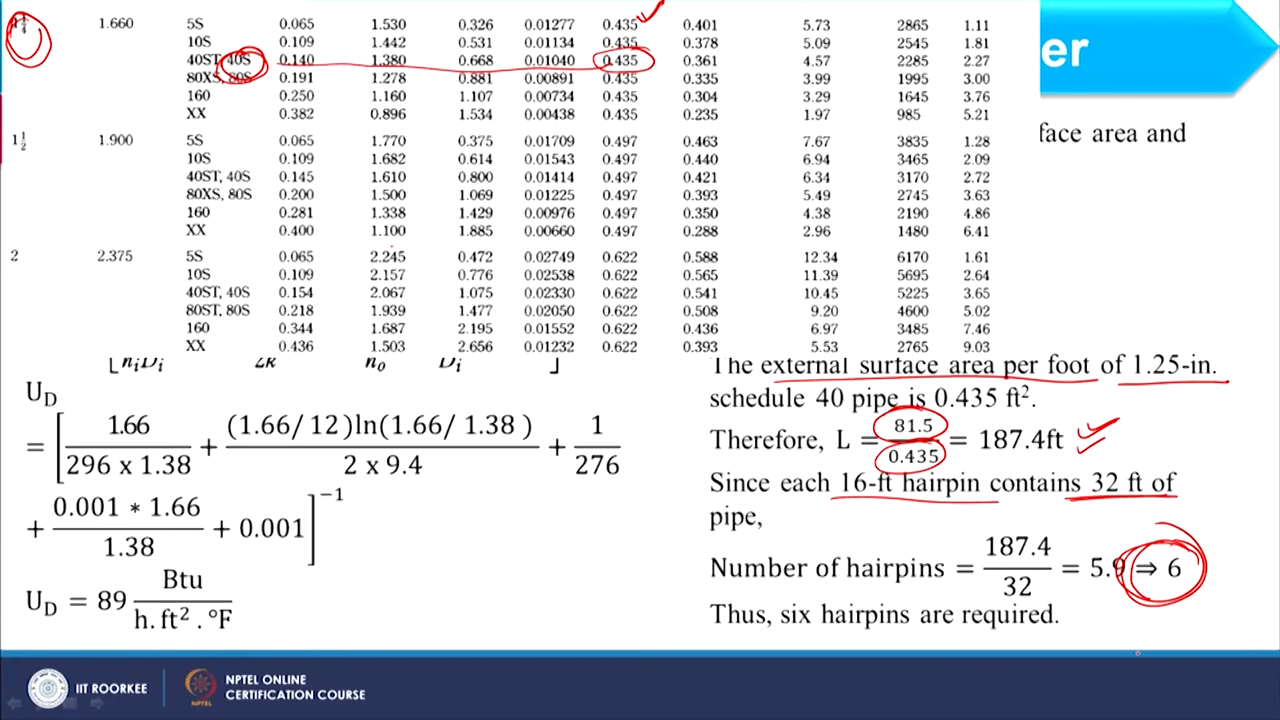 1 1/4 1.660 5S 0.065 1.530 0.326 0.01277 0.435 0.401 5.73 2865 1.11
10S 0.109 1.442 0.531 0.01134 0.435 0.378 5.09 2545 1.81
40ST, 40S 0.140 1.380 0.668 0.01040 0.435 0.361 4.57 2285 2.27
80XS, 80S 0.191 1.278 0.881 0.00891 0.435 0.335 3.99 1995 3.00
160 0.250 1.160 1.107 0.00734 0.435 0.304 3.29 1645 3.76
XX 0.382 0.896 1.534 0.00438 0.435 0.235 1.97 985 5.21
1 1/2 1.900 5S 0.065 1.770 0.375 0.01709 0.497 0.463 7.67 3835 1.28
10S 0.109 1.682 0.614 0.01543 0.497 0.440 6.94 3465 2.09
40ST, 40S 0.145 1.610 0.800 0.01414 0.497 0.421 6.34 3170 2.72
80XS, 80S 0.200 1.500 1.069 0.01225 0.497 0.393 5.49 2745 3.63
160 0.281 1.338 1.429 0.00976 0.497 0.350 4.38 2190 4.86
XX 0.400 1.100 1.885 0.00660 0.497 0.288 2.96 1480 6.41
2 2.375 5S 0.065 2.245 0.472 0.02749 0.622 0.588 12.34 6170 1.61
10S 0.109 2.157 0.776 0.02538 0.622 0.565 11.39 5695 2.64
40ST, 40S 0.154 2.067 1.075 0.02330 0.622 0.541 10.45 5225 3.65
80ST, 80S 0.218 1.939 1.477 0.02050 0.622 0.508 9.20 4600 5.02
160 0.344 1.687 2.195 0.01552 0.622 0.436 6.97 3485 7.46
XX 0.436 1.503 2.656 0.01232 0.622 0.393 5.53 2765 9.03
er
face area and
[ hᵢDᵢ 2k hₒ Dᵢ ]
U_D
= [ 1.66 / 296 x 1.38 + (1.66/ 12 )ln(1.66/ 1.38 ) / 2 x 9.4 + 1 / 276
+ 0.001 * 1.66 / 1.38 + 0.001 ]⁻¹
U_D = 89 Btu / h. ft² . °F
The external surface area per foot of 1.25-in.
schedule 40 pipe is 0.435 ft².
Therefore, L = 81.5 / 0.435 = 187.4ft
Since each 16-ft hairpin contains 32 ft of
pipe,
Number of hairpins = 187.4 / 32 = 5.9 ⇒ 6
Thus, six hairpins are required.
IIT ROORKEE
NPTEL
NPTEL ONLINE
CERTIFICATION COURSE